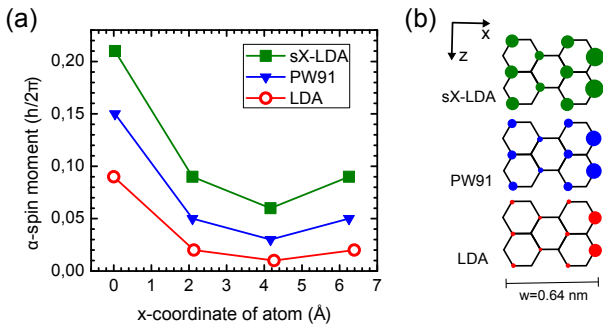 (a)
0,20
0,15
0,10
0,05
0,00
α-spin moment (h/2π)
sX-LDA
PW91
LDA
0 1 2 3 4 5 6 7
x-coordinate of atom (Å)
(b)
x
z
sX-LDA
PW91
LDA
w=0.64 nm